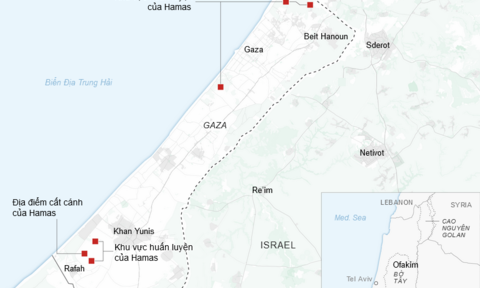 của Hamas
Beit Hanoun
Sderot
Gaza
Biển Địa Trung Hải
GAZA
Netivot
Re'im
Địa điểm cất cánh
của Hamas
Khan Yunis
Khu vực huấn luyện
của Hamas
Rafah
ISRAEL
LEBANON
SYRIA
Med. Sea
CAO
NGUYÊN
GOLAN
Ofakim
BỜ
TÂY
Tel Aviv